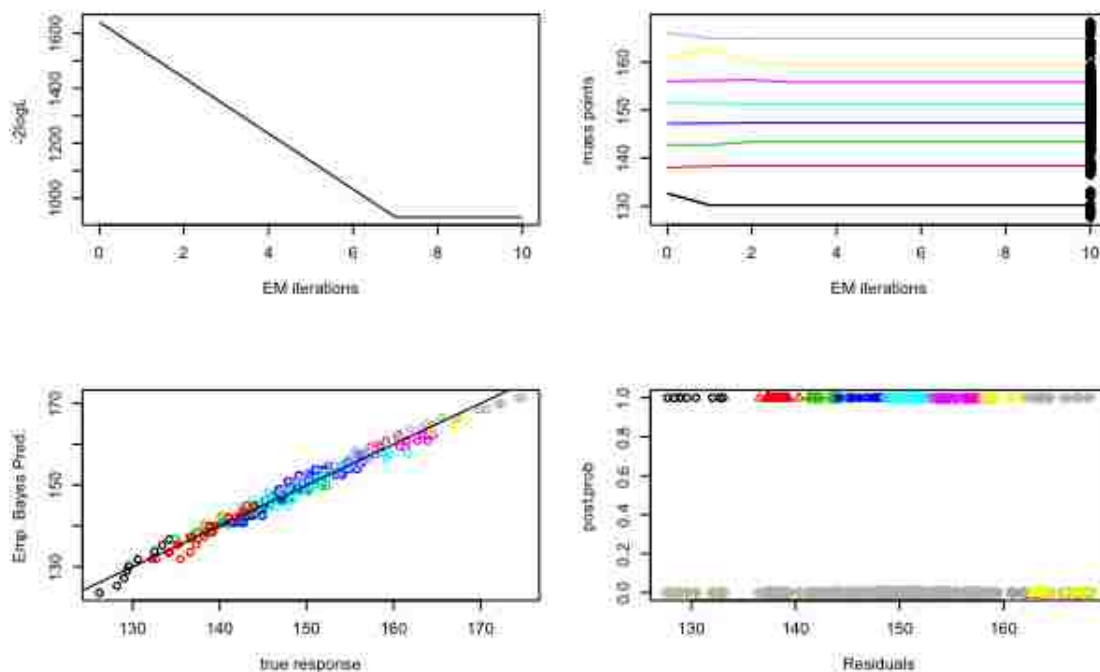 -2logL
1000 1200 1400 1600
0 2 4 6 8 10
EM iterations
mass points
130 140 150 160
0 2 4 6 8 10
EM iterations
Emp. Bayes Pred.
130 150 170
130 140 150 160 170
true response
postprob
0.0 0.2 0.4 0.6 0.8 1.0
130 140 150 160
Residuals